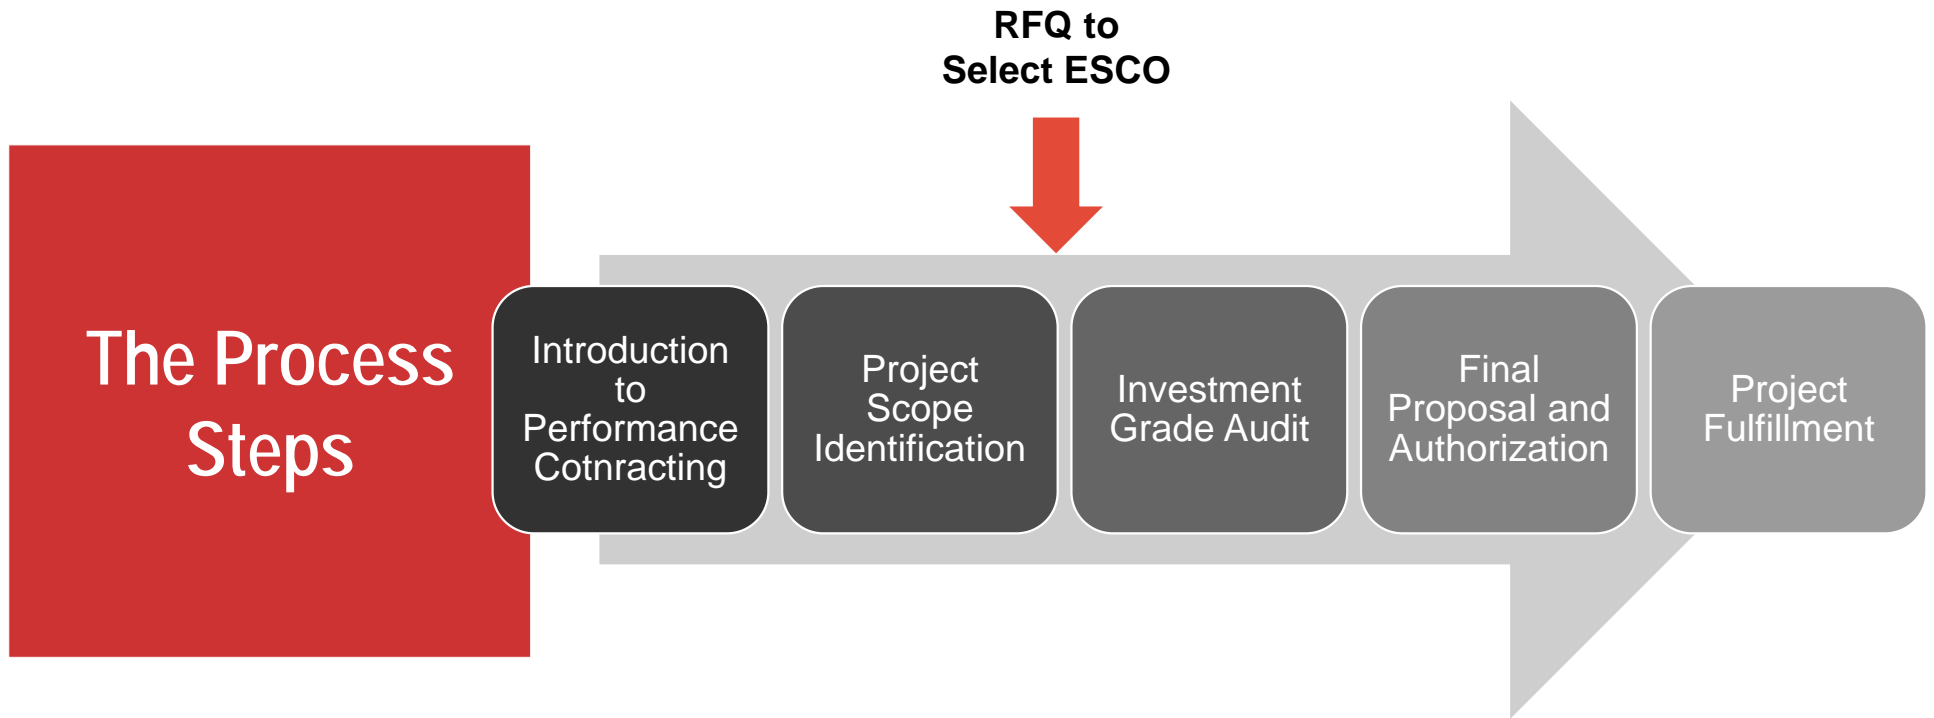 RFQ to
Select ESCO
The Process
Steps
Introduction
to
Performance
Cotnracting
Project
Scope
Identification
Investment
Grade Audit
Final
Proposal and
Authorization
Project
Fulfillment